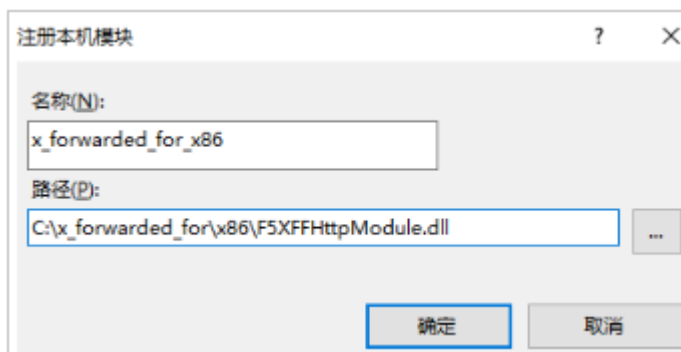 注册本机模块 ? ×
名称(N):
x_forwarded_for_x86
路径(P):
C:\x_forwarded_for\x86\F5XFFHttpModule.dll ...
确定 取消